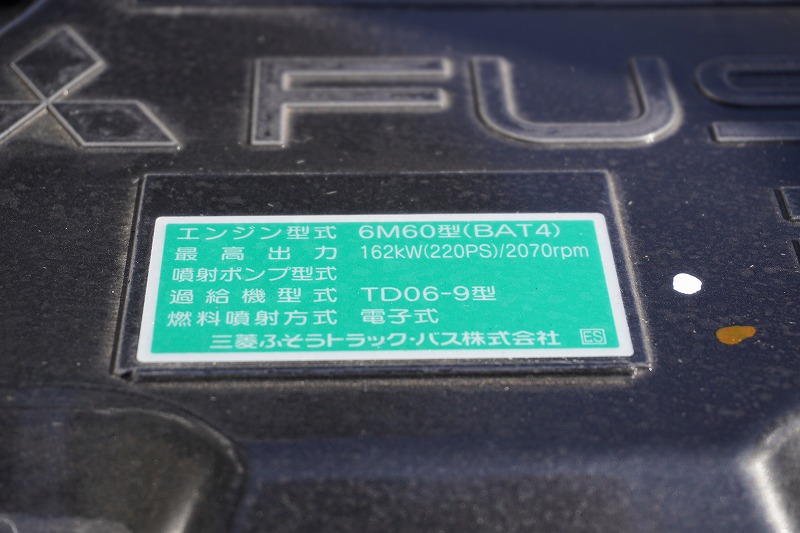 FUS
エンジン型式 6M60型(BAT4)
最高出力 162kW(220PS)/2070rpm
噴射ポンプ型式
過給機型式 TD06-9型
燃料噴射方式 電子式
三菱ふそうトラック・バス株式会社 ES